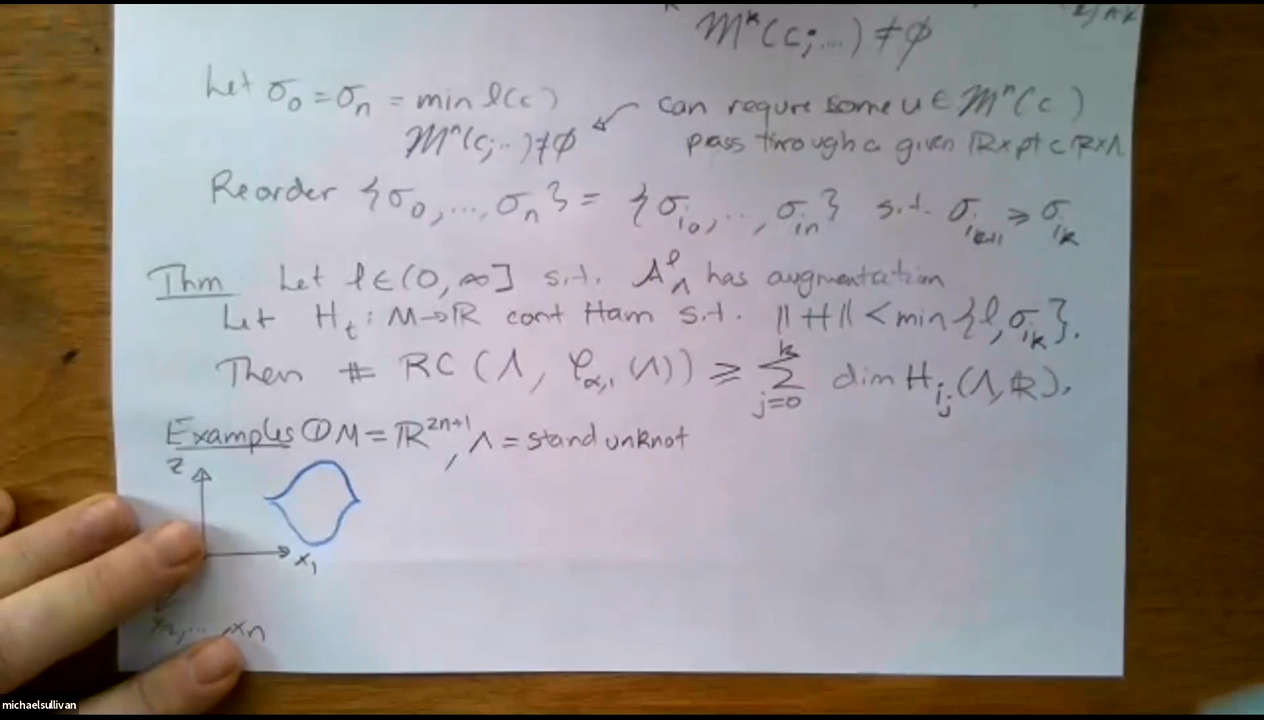 M^k(c;...) ≠ ∅
Let σ_0 = σ_n = min l(c)
M^n(c;...) ≠ ∅
can requre some u ∈ M^n(c)
pass through a given ℝ×pt ⊂ ℝ×Λ
Reorder {σ_0,...,σ_n} = {σ_{i_0},...,σ_{i_n}} s.t. σ_{i_{k+1}} ≥ σ_{i_k}
Thm Let l ∈ (0,∞] s.t. A^l_Λ has augmentation
Let H_t : M→ℝ cont Ham s.t. ||H|| < min{l,σ_{i_k}}.
Then # RC(Λ, φ_{α,1}(Λ)) ≥ Σ_{j=0}^{k} dim H_{i_j}(Λ,k).
Examples ① M = ℝ^{2n+1}, Λ = stand unknot
z
x_1
x_2,...,x_n
michaelsullivan